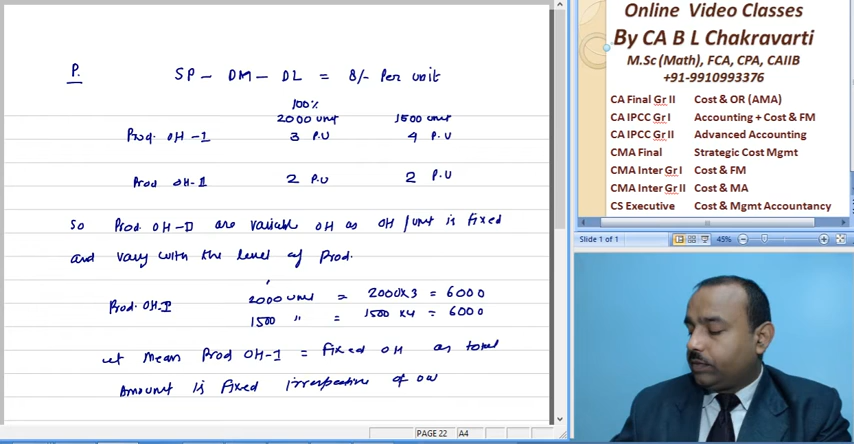 P.
SP - DM - DL = 8/- Per unit
100%
2000 unit 1500 unit
Prod. OH -I 3 P.U 4 P.U
Prod OH-II 2 P.U 2 P.U
So Prod. OH-II are variable OH as OH/unit is fixed
and vary with the level of Prod.
2000 unit = 2000x3 = 6000
Prod. OH-I
1500 " = 1500 x4 = 6000
Mean Prod OH-I = Fixed OH as total
Amount is Fixed irrespective of ou
PAGE 22 A4
Online Video Classes
By CA B L Chakravarti
M.Sc(Math), FCA, CPA, CAIIB
+91-9910993376
CA Final Gr II Cost & OR (AMA)
CA IPCC Gr I Accounting + Cost & FM
CA IPCC Gr II Advanced Accounting
CMA Final Strategic Cost Mgmt
CMA Inter Gr I Cost & FM
CMA Inter Gr II Cost & MA
CS Executive Cost & Mgmt Accountancy
Slide 1 of 1 45%